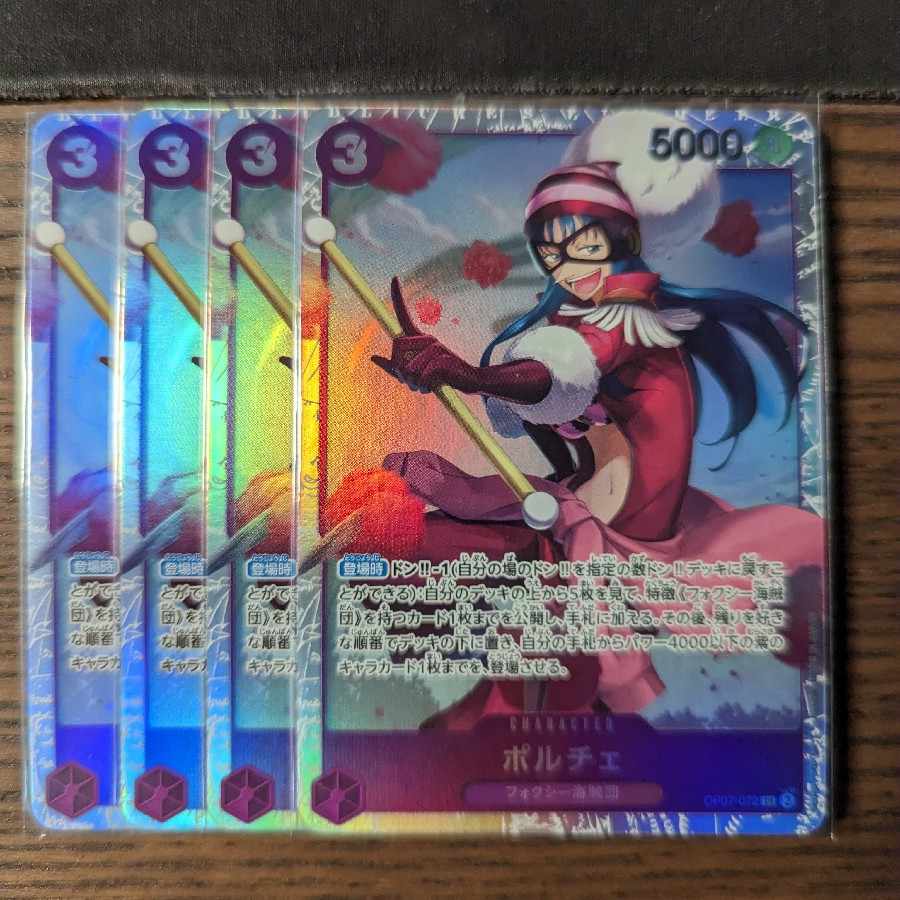 3
3
3
3
5000
登場時 ドン!!-1(自分の場のドン!!を指定の数ドン!!デッキに戻すこ
とができる):自分のデッキの上から5枚を見て、特徴《フォクシー海賊
団》を持つカード1枚までを公開し、手札に加える。その後、残りを好き
な順番でデッキの下に置き、自分の手札からパワー4000以下の紫の
キャラカード1枚までを、登場させる。
登場時
とができ
団》を持
な順番
キャラカ
登場時
とができ
団》を持
な順番
キャラカ
登場時
とができ
団》を持
な順番
キャラカ
CHARACTER
ポルチェ
フォクシー海賊団
OP07-072